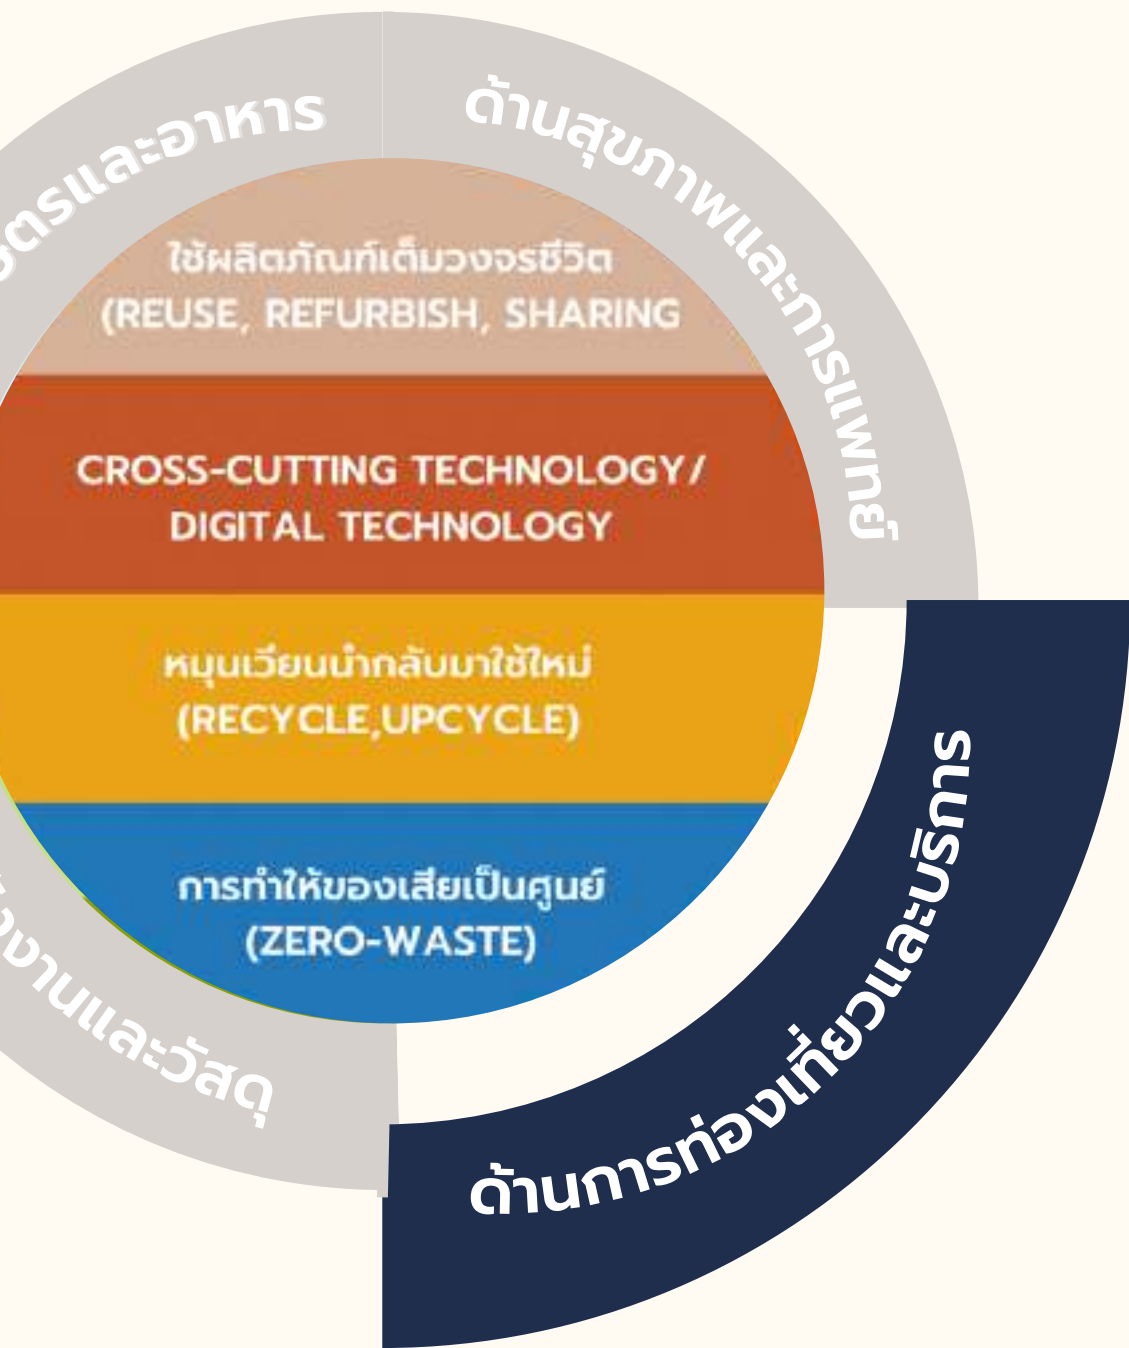 ตรและอาหาร
ด้านสุขภาพและการแพทย์
ใช้ผลิตภัณฑ์เต็มวงจรชีวิต
(REUSE, REFURBISH, SHARING
CROSS-CUTTING TECHNOLOGY/
DIGITAL TECHNOLOGY
หมุนเวียนนำกลับมาใช้ใหม่
(RECYCLE,UPCYCLE)
การทำให้ของเสียเป็นศูนย์
(ZERO-WASTE)
งานและวัสดุ
ด้านการท่องเที่ยวและบริการ